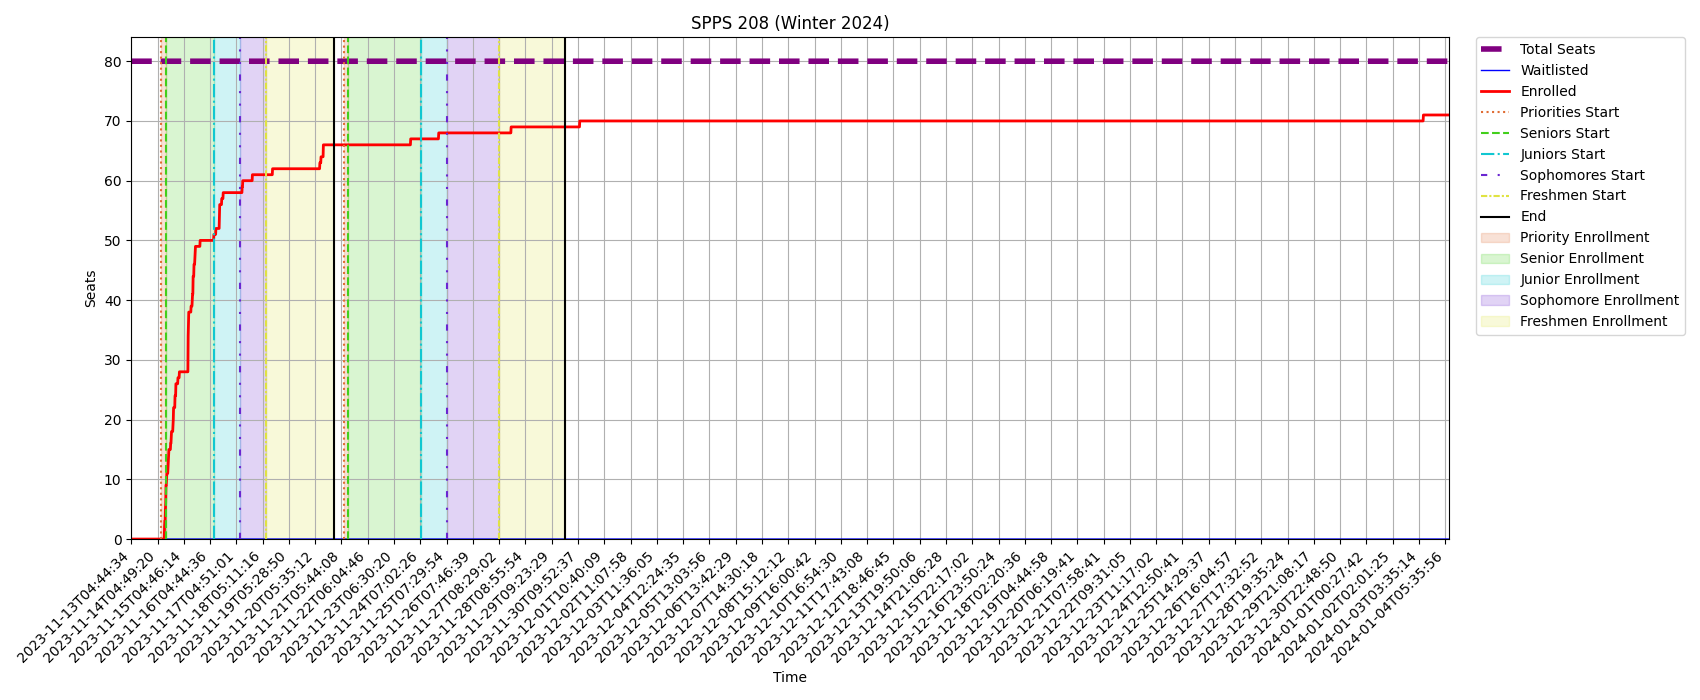 SPPS 208 (Winter 2024)
Seats
80
70
60
50
40
30
20
10
0
2023-11-13T04:44:34
2023-11-14T04:49:20
2023-11-15T04:46:14
2023-11-16T04:44:36
2023-11-17T04:51:01
2023-11-18T05:11:16
2023-11-19T05:28:50
2023-11-20T05:35:12
2023-11-21T05:44:08
2023-11-22T06:04:46
2023-11-23T06:30:20
2023-11-24T07:02:26
2023-11-25T07:29:54
2023-11-26T07:46:39
2023-11-27T08:29:02
2023-11-28T08:55:54
2023-11-29T09:23:29
2023-11-30T09:52:37
2023-12-01T10:40:09
2023-12-02T11:07:58
2023-12-03T11:36:05
2023-12-04T12:24:35
2023-12-05T13:03:56
2023-12-06T13:42:29
2023-12-07T14:30:18
2023-12-08T15:12:12
2023-12-09T16:00:42
2023-12-10T16:54:30
2023-12-11T17:43:08
2023-12-12T18:46:45
2023-12-13T19:50:06
2023-12-14T21:06:28
2023-12-15T22:17:02
2023-12-16T23:50:24
2023-12-18T02:20:36
2023-12-19T04:44:58
2023-12-20T06:19:41
2023-12-21T07:58:41
2023-12-22T09:31:05
2023-12-23T11:17:02
2023-12-24T12:50:41
2023-12-25T14:29:37
2023-12-26T16:04:57
2023-12-27T17:32:52
2023-12-28T19:35:24
2023-12-29T21:08:17
2023-12-30T22:48:50
2024-01-01T00:27:42
2024-01-02T02:01:25
2024-01-03T03:35:14
2024-01-04T05:35:56
Time
Total Seats
Waitlisted
Enrolled
Priorities Start
Seniors Start
Juniors Start
Sophomores Start
Freshmen Start
End
Priority Enrollment
Senior Enrollment
Junior Enrollment
Sophomore Enrollment
Freshmen Enrollment